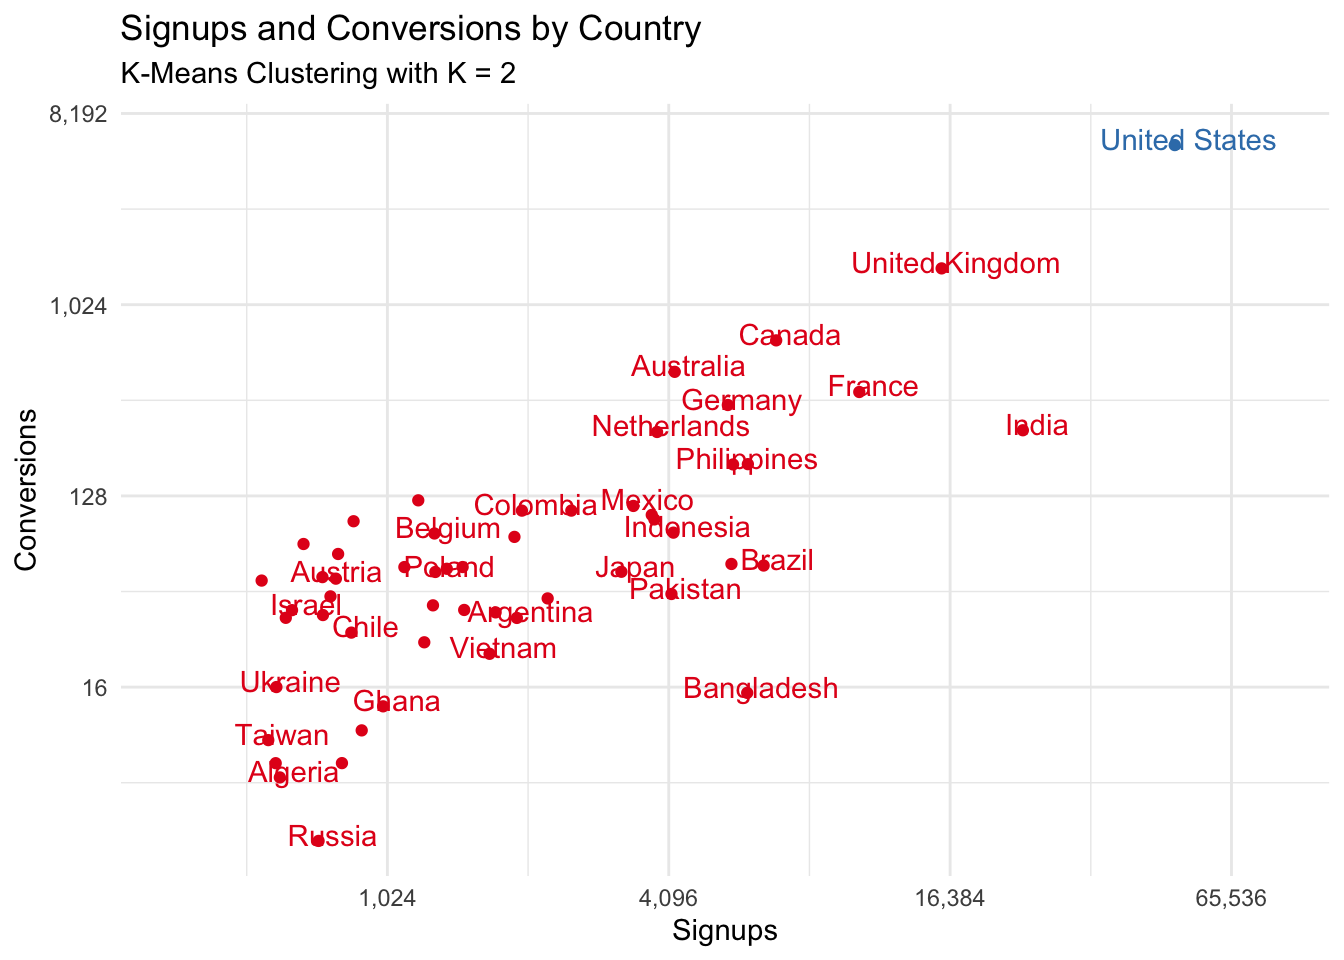 Signups and Conversions by Country
K-Means Clustering with K = 2
8,192
United States
United Kingdom
1,024
Canada
Australia
France
Germany
Netherlands
India
Philippines
128
Colombia
Mexico
Belgium
Indonesia
Austria
Poland
Japan
Brazil
Pakistan
Israel
Argentina
Chile
Vietnam
Ukraine
16
Bangladesh
Ghana
Taiwan
Algeria
Russia
Conversions
1,024
4,096
16,384
65,536
Signups